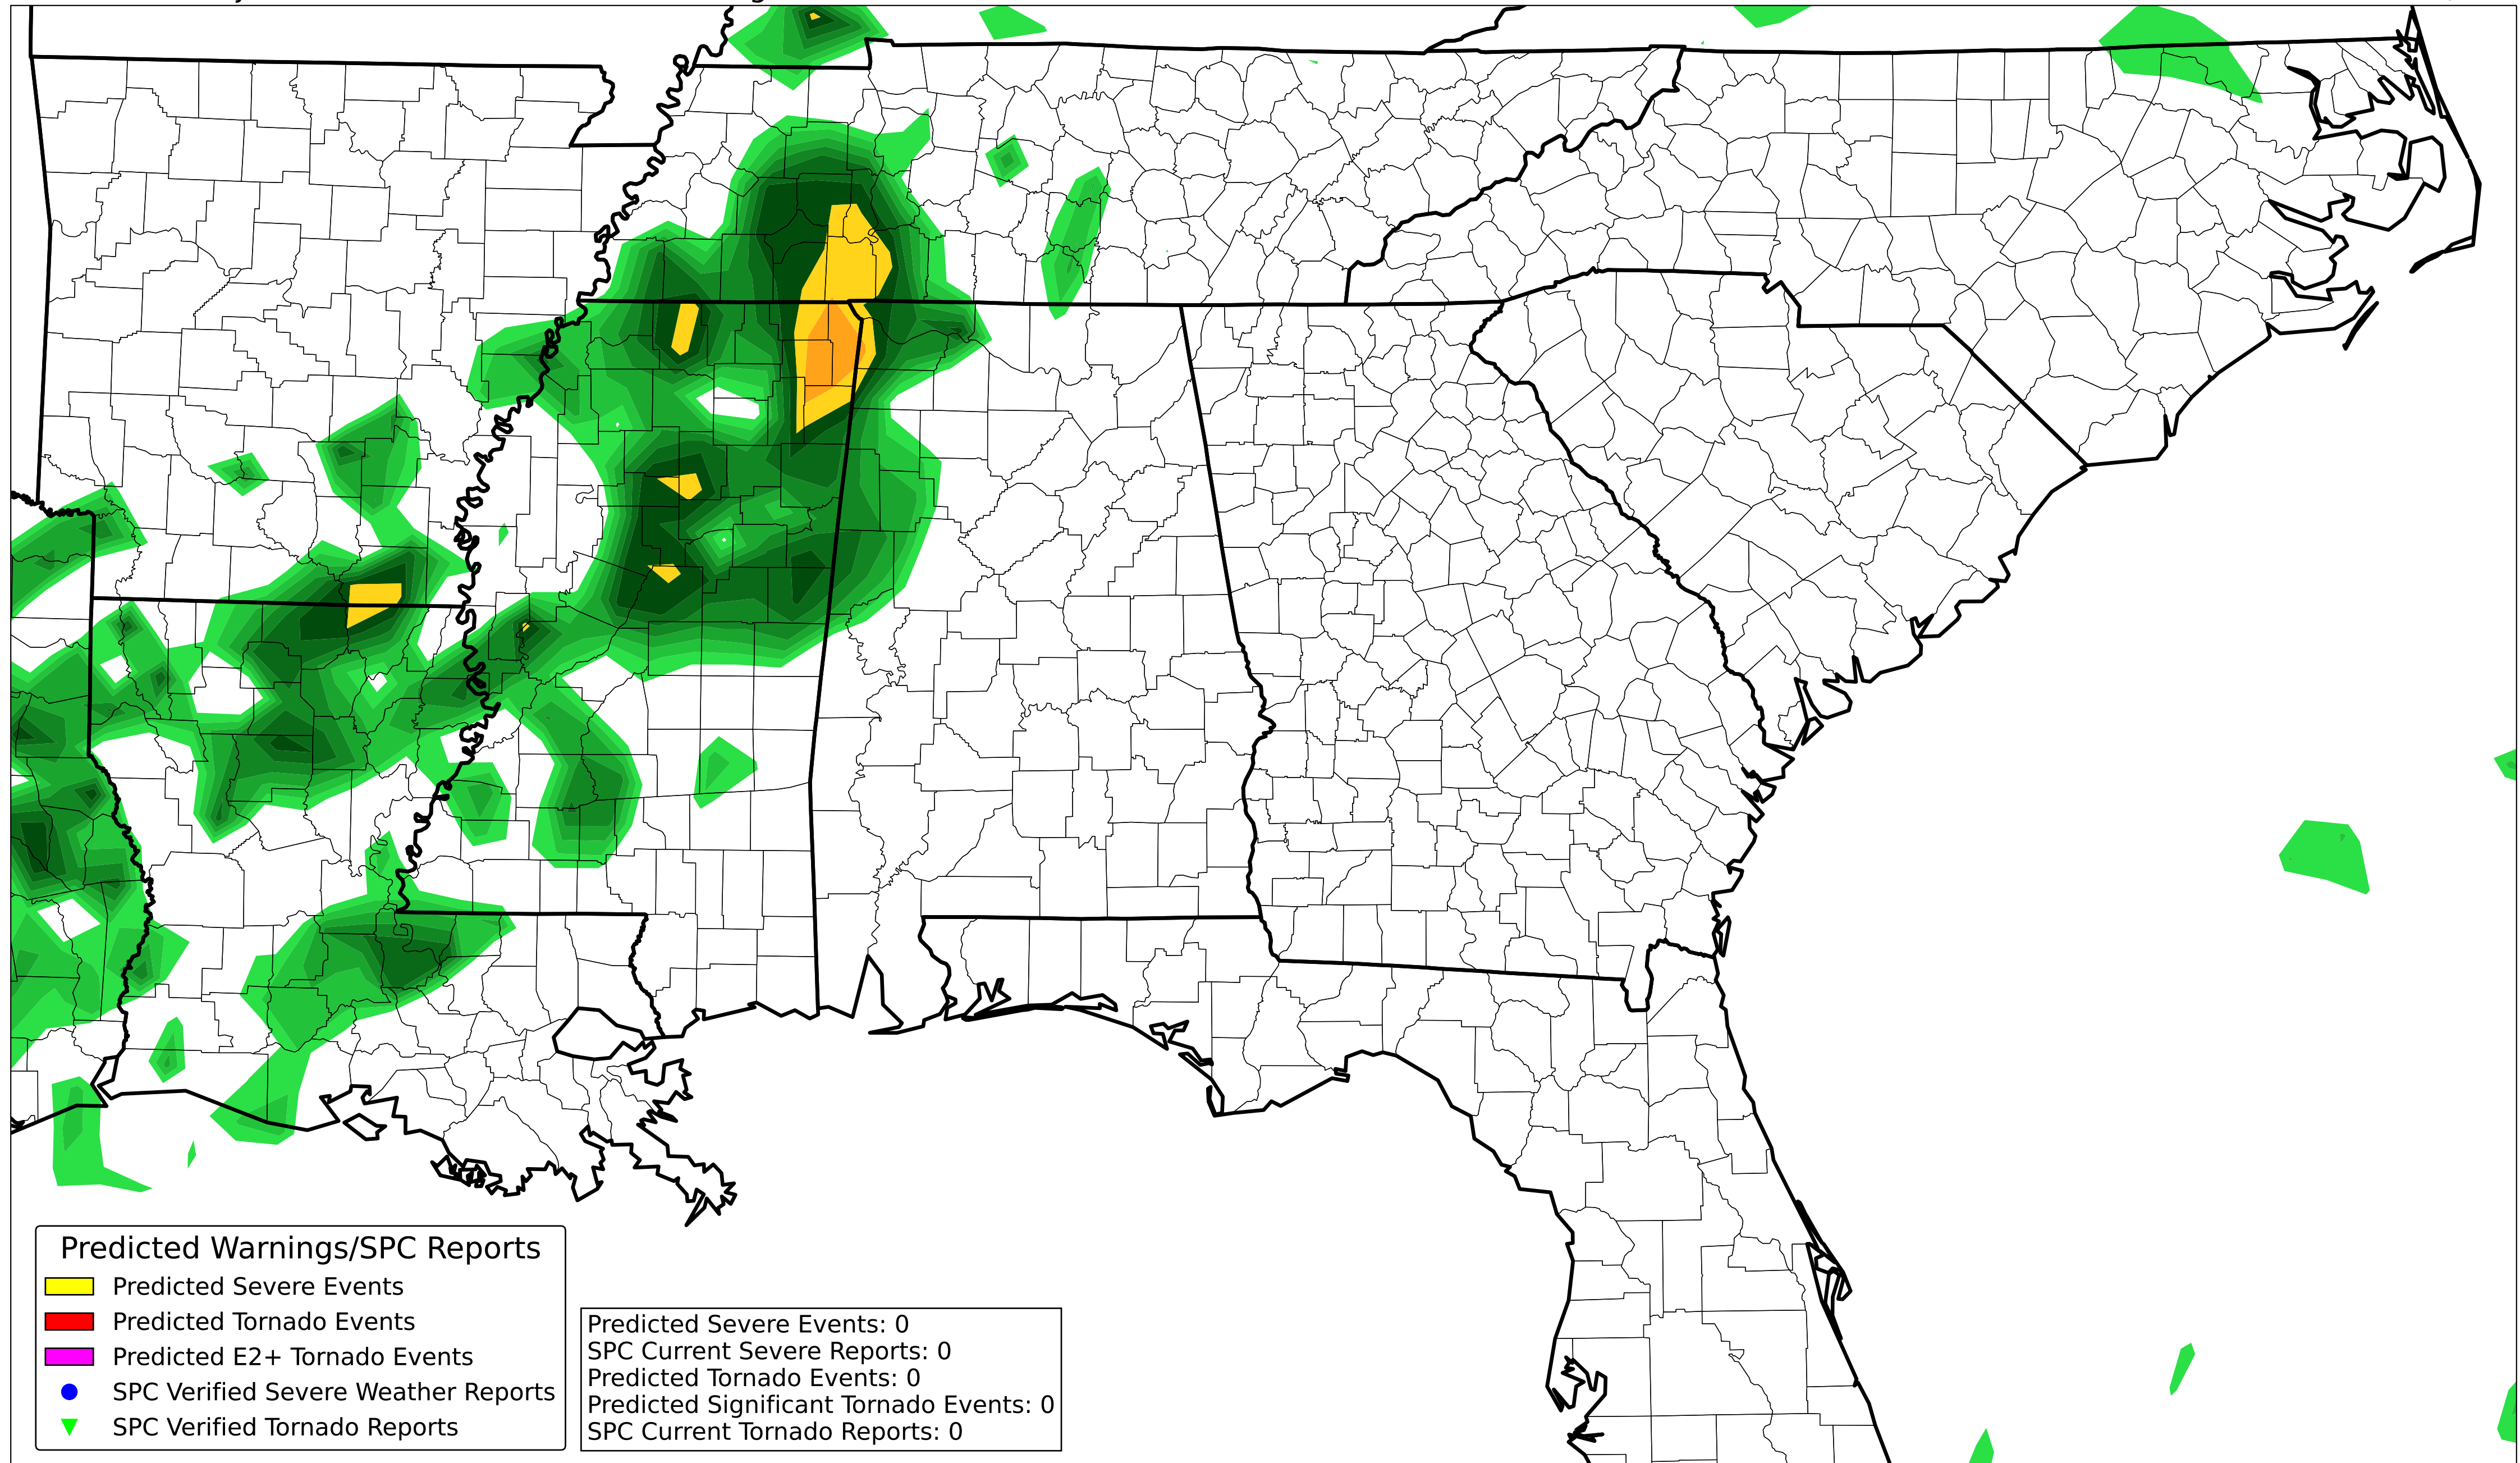 Predicted Warnings/SPC Reports
Predicted Severe Events
Predicted Tornado Events
Predicted E2+ Tornado Events
SPC Verified Severe Weather Reports
SPC Verified Tornado Reports
Predicted Severe Events: 0
SPC Current Severe Reports: 0
Predicted Tornado Events: 0
Predicted Significant Tornado Events: 0
SPC Current Tornado Reports: 0